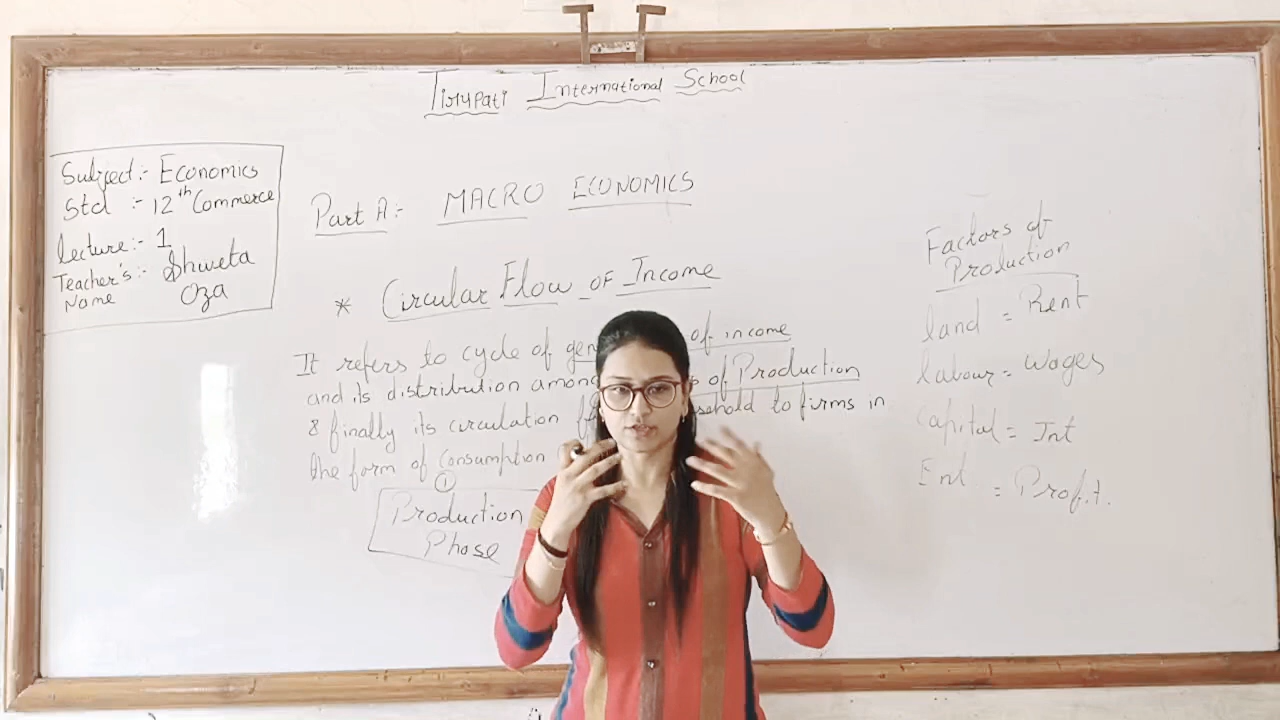 Tirupati International School
Subject:- Economics
Std :- 12th Commerce
Lecture:- 1
Teacher's:- Shweta
Name Oza
Part A:- MACRO ECONOMICS
* Circular Flow of Income
It refers to cycle of of income
and its distribution among of Production
& finally its circulation to firms in
the form of consumption
①
Production
Phase
Factors of
Production
land = Rent
labour = wages
Capital = Int
Ent = Profit.